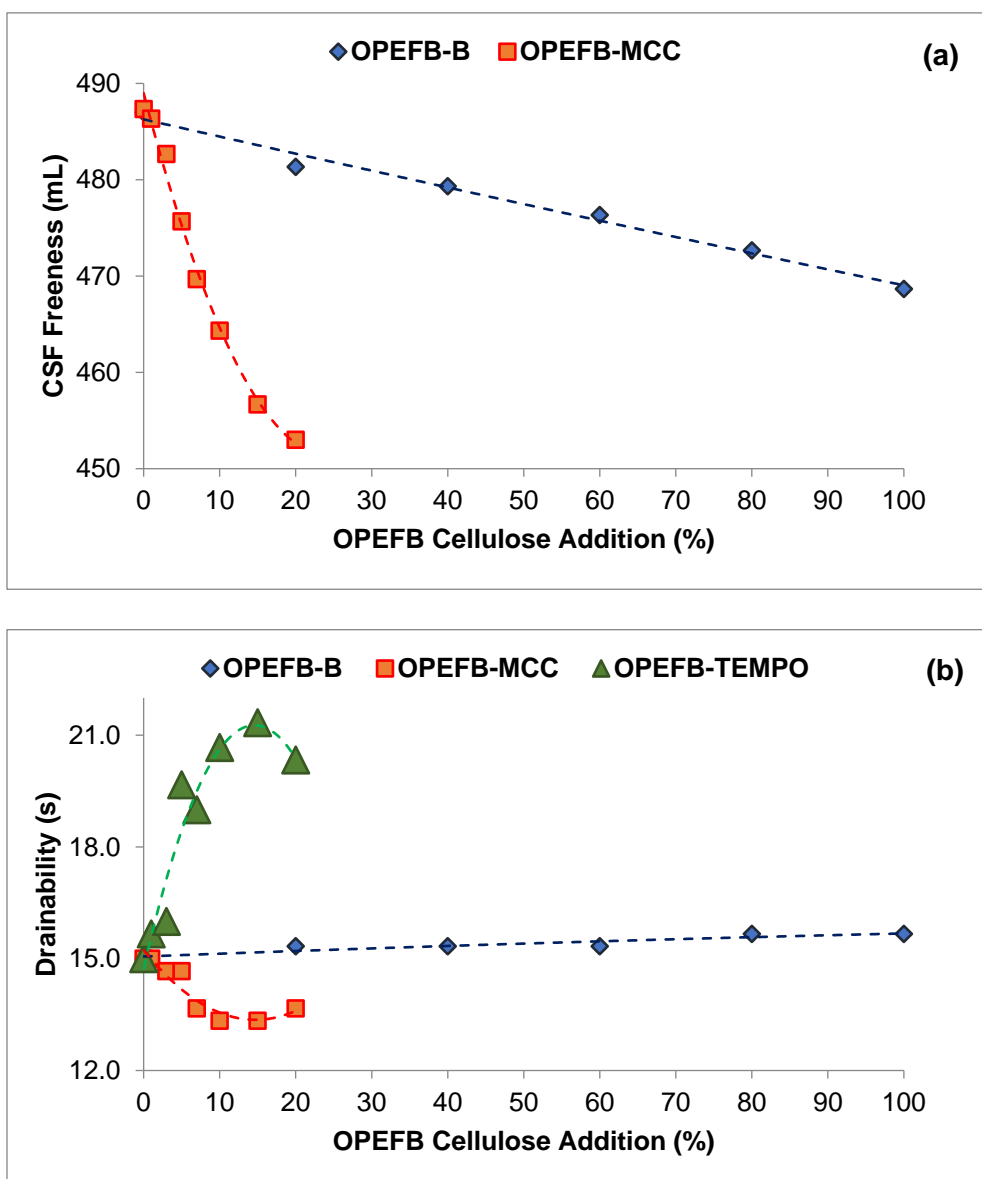 OPEFB-B OPEFB-MCC (a)
490
480
470
460
450
CSF Freeness (mL)
0 10 20 30 40 50 60 70 80 90 100
OPEFB Cellulose Addition (%)
OPEFB-B OPEFB-MCC OPEFB-TEMPO (b)
21.0
18.0
15.0
12.0
Drainability (s)
0 10 20 30 40 50 60 70 80 90 100
OPEFB Cellulose Addition (%)